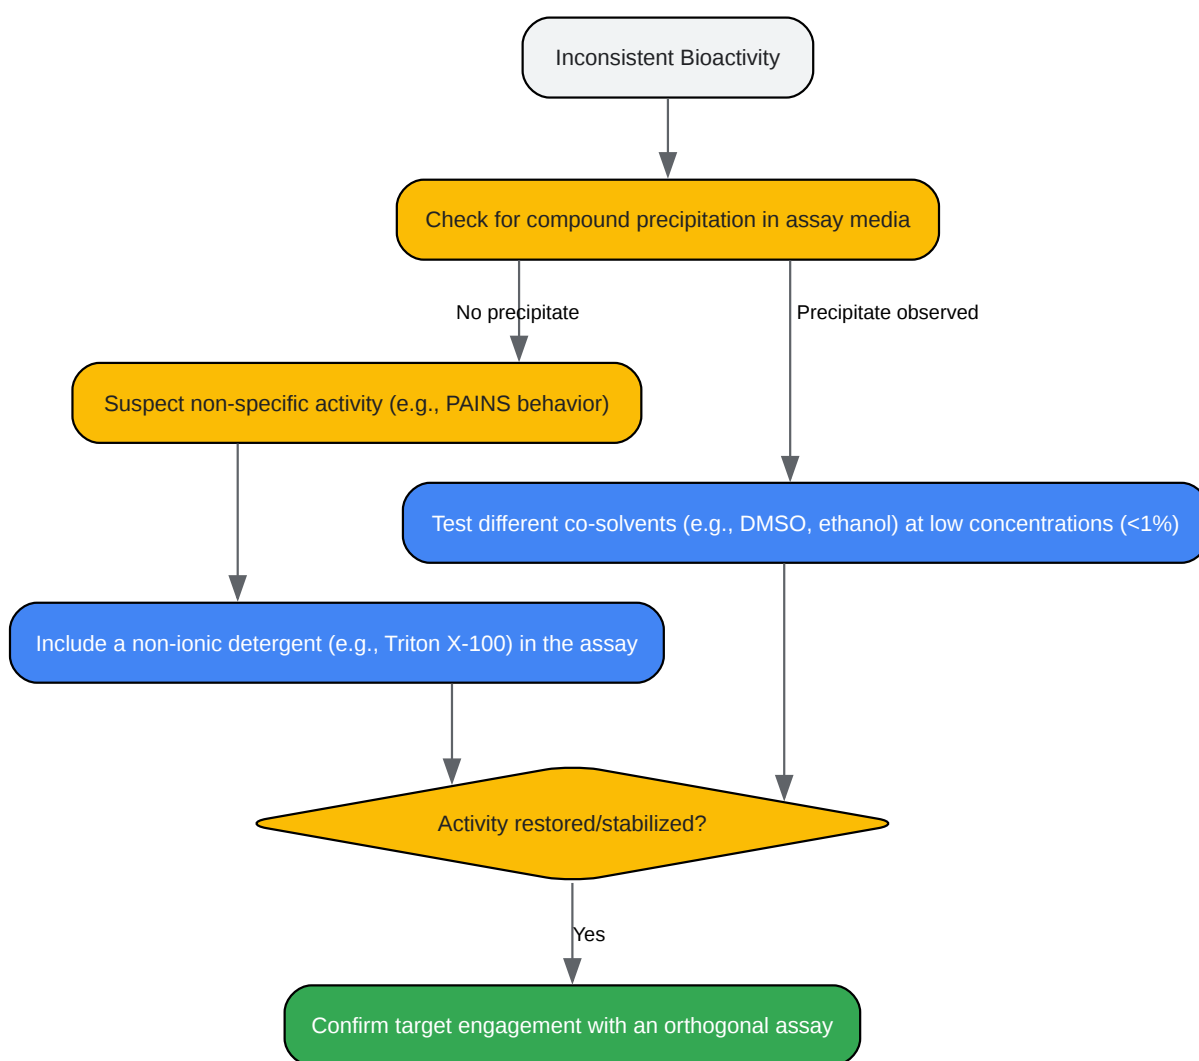 Inconsistent Bioactivity
Check for compound precipitation in assay media
No precipitate
Precipitate observed
Suspect non-specific activity (e.g., PAINS behavior)
Test different co-solvents (e.g., DMSO, ethanol) at low concentrations (<1%)
Include a non-ionic detergent (e.g., Triton X-100) in the assay
Activity restored/stabilized?
Yes
Confirm target engagement with an orthogonal assay